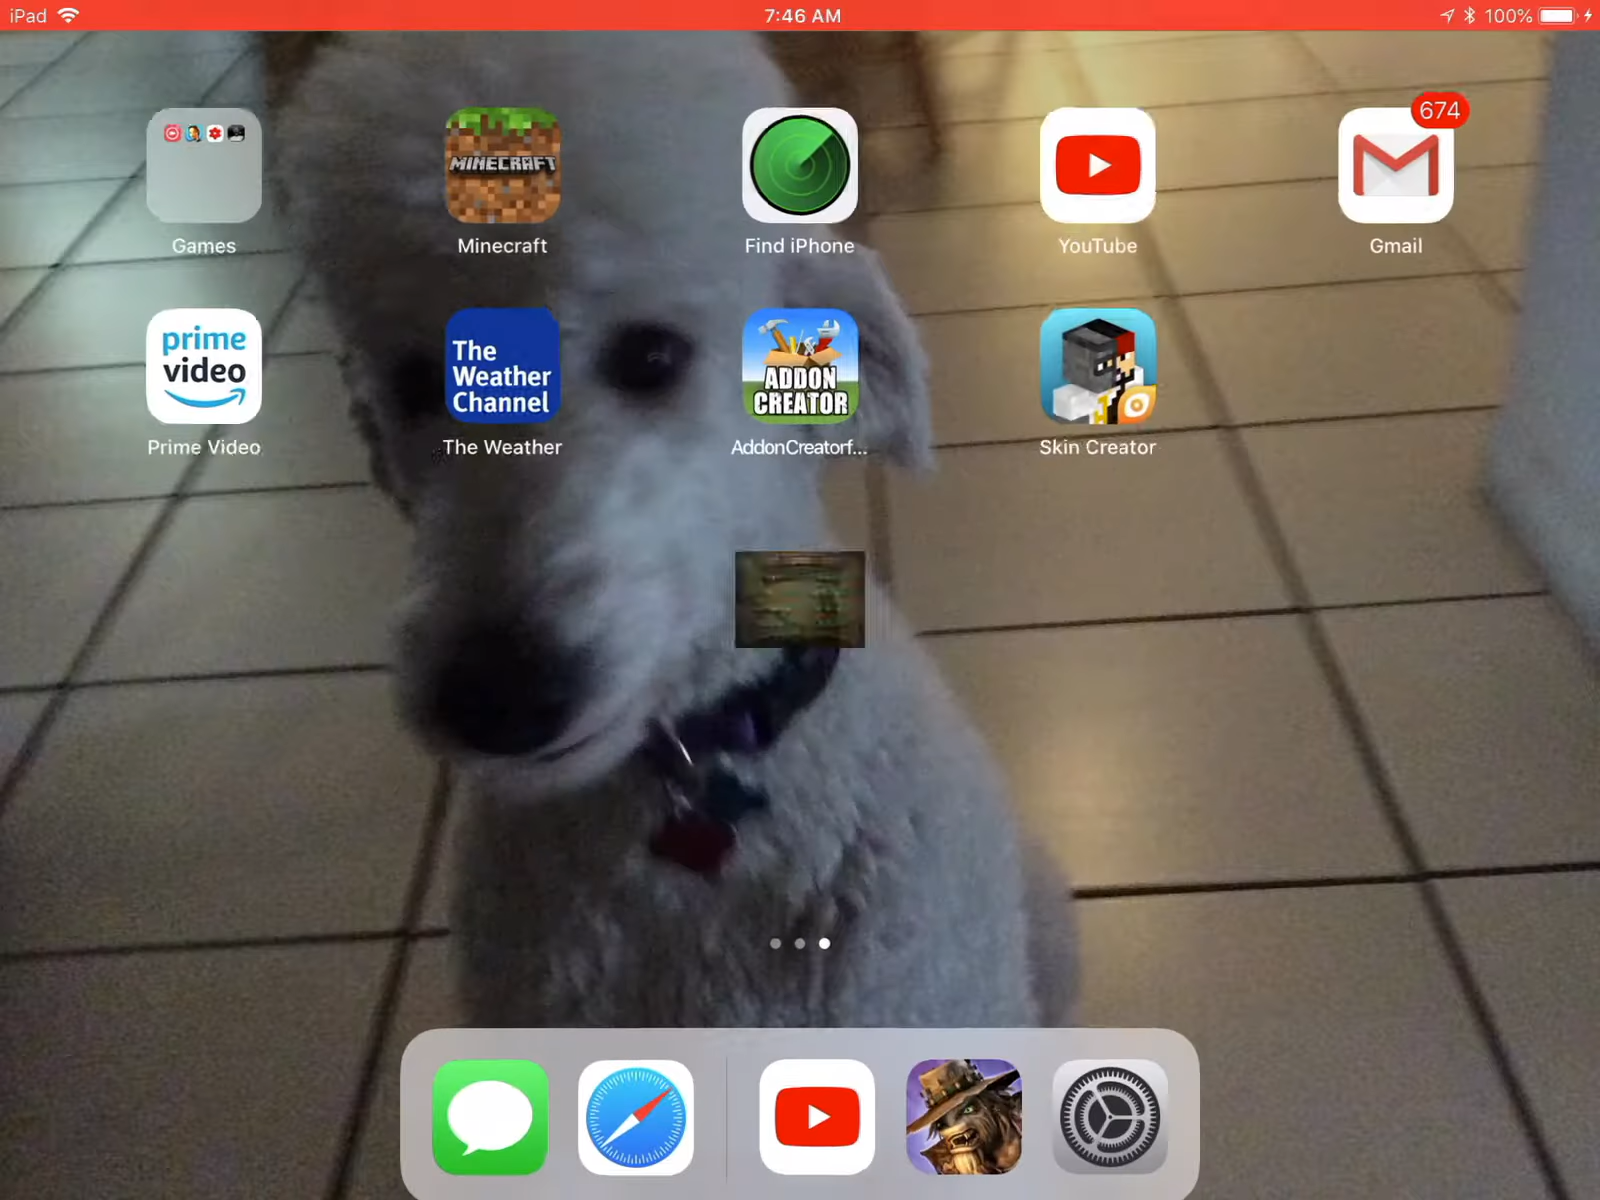 iPad 7:46 AM 100%
674
MINECRAFT
Games Minecraft Find iPhone YouTube Gmail
prime video
The Weather Channel
ADDON CREATOR
Prime Video The Weather AddonCreatorf... Skin Creator